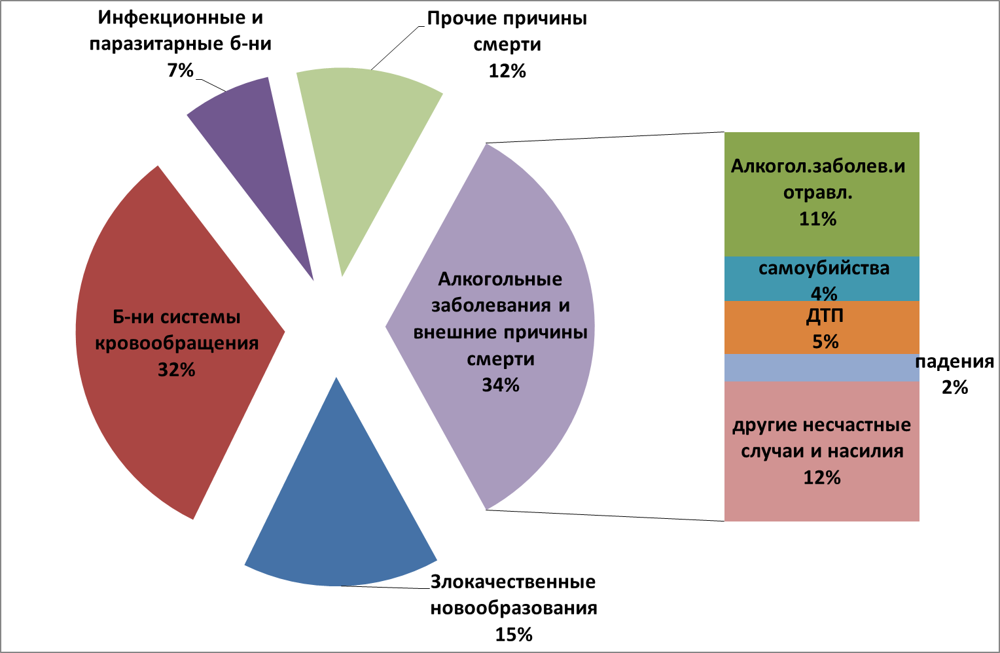 Инфекционные и
паразитарные б-ни
7%
Прочие причины
смерти
12%
Б-ни системы
кровообращения
32%
Алкогольные
заболевания и
внешние причины
смерти
34%
Злокачественные
новообразования
15%
Алкогол.заболев.и
отравл.
11%
самоубийства
4%
ДТП
5%
падения
2%
другие несчастные
случаи и насилия
12%